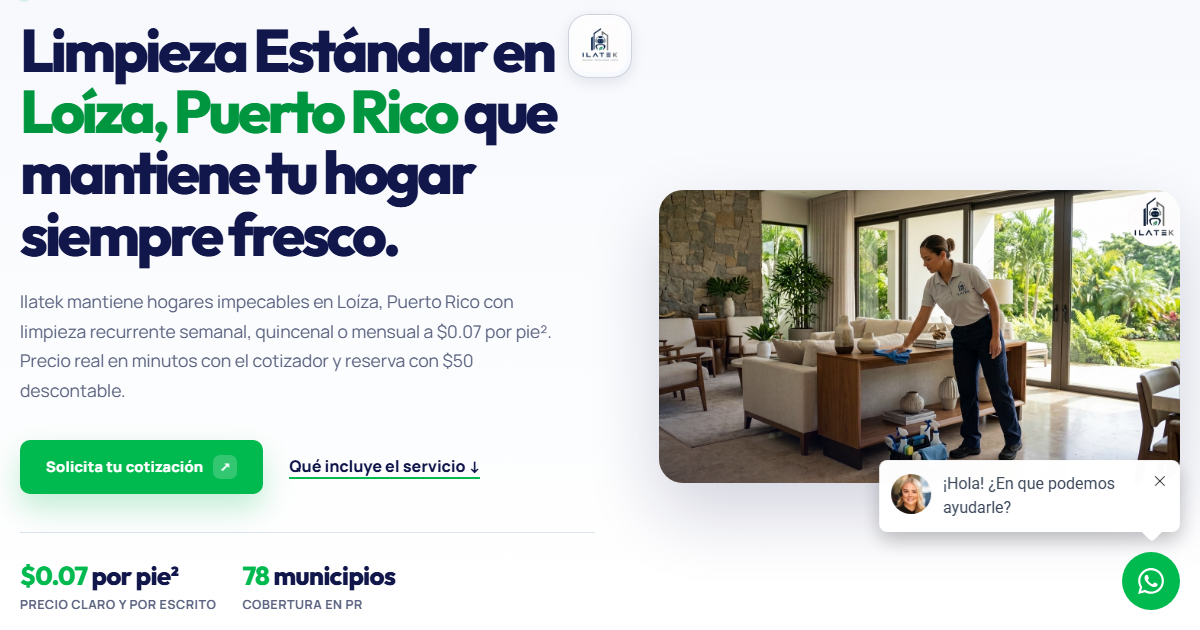 Limpieza Estándar en
Loíza, Puerto Rico que
mantiene tu hogar
siempre fresco.
ILATEK
Ilatek mantiene hogares impecables en Loíza, Puerto Rico con
limpieza recurrente semanal, quincenal o mensual a $0.07 por pie².
Precio real en minutos con el cotizador y reserva con $50
descontable.
Solicita tu cotización ↗
Qué incluye el servicio ↓
$0.07 por pie²
PRECIO CLARO Y POR ESCRITO
78 municipios
COBERTURA EN PR
ILATEK
ILATEK
¡Hola! ¿En que podemos
ayudarle?